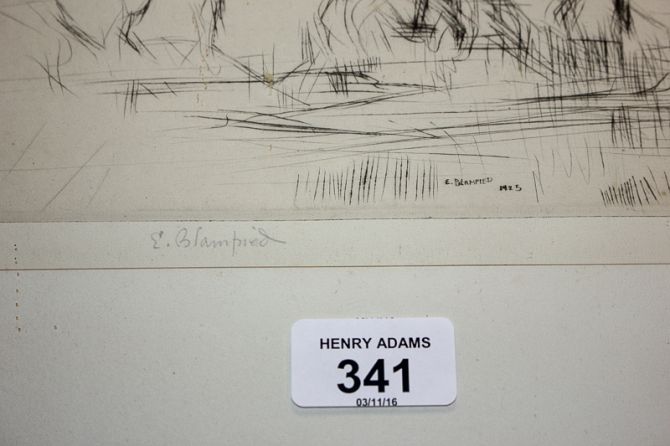 E. BLAMPIED
1925
E. Blampied
HENRY ADAMS
341
03/11/16